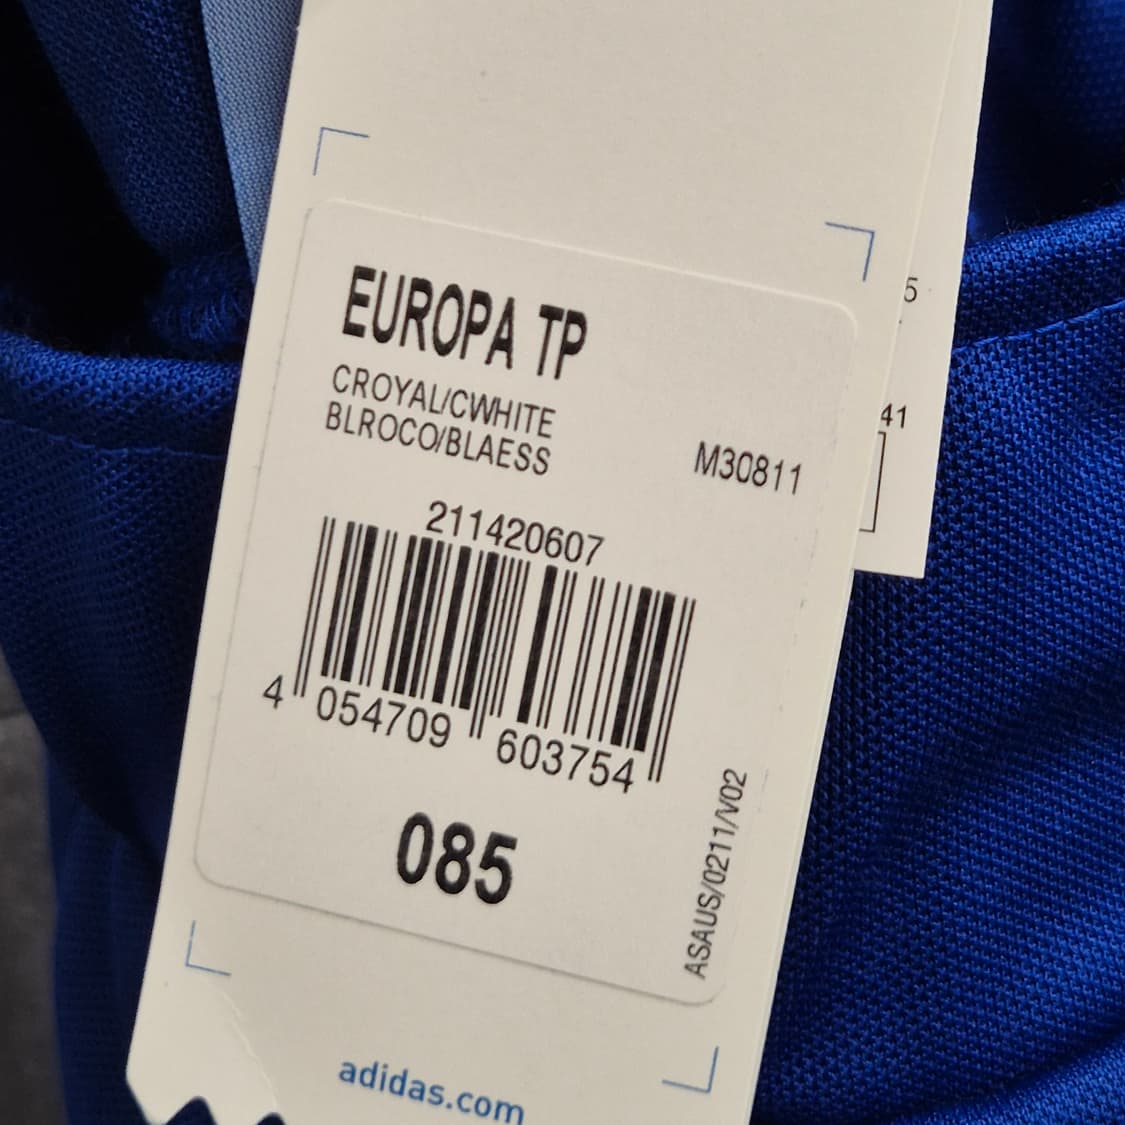 EUROPA TP
CROYAL/CWHITE
BLROCO/BLAESS
M30811
211420607
4 054709 603754
085
ASAUS/0211/V02
adidas.com
5
41